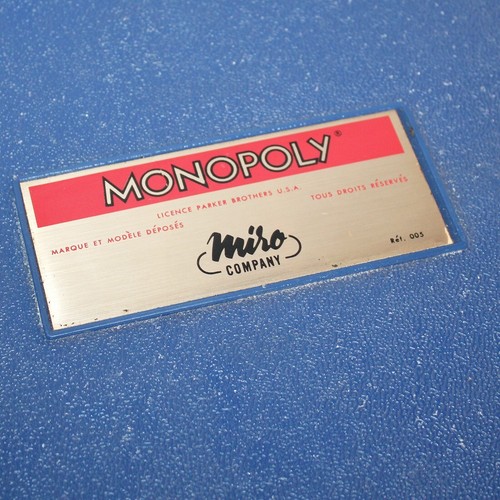 MONOPOLY®
LICENCE PARKER BROTHERS U.S.A.
MARQUE ET MODÈLE DÉPOSÉS TOUS DROITS RÉSERVÉS
miro
COMPANY
Réf. 005